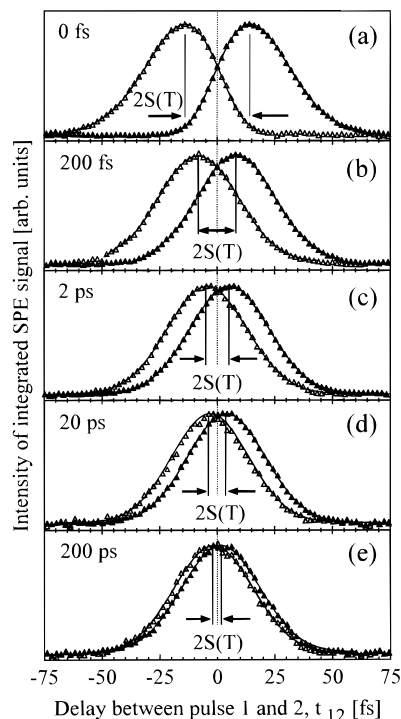 Intensity of integrated SPE signal [arb. units]
0 fs
(a)
2S(T)
200 fs
(b)
2S(T)
2 ps
(c)
2S(T)
20 ps
(d)
2S(T)
200 ps
(e)
2S(T)
-75 -50 -25 0 25 50 75
Delay between pulse 1 and 2, t 12 [fs]